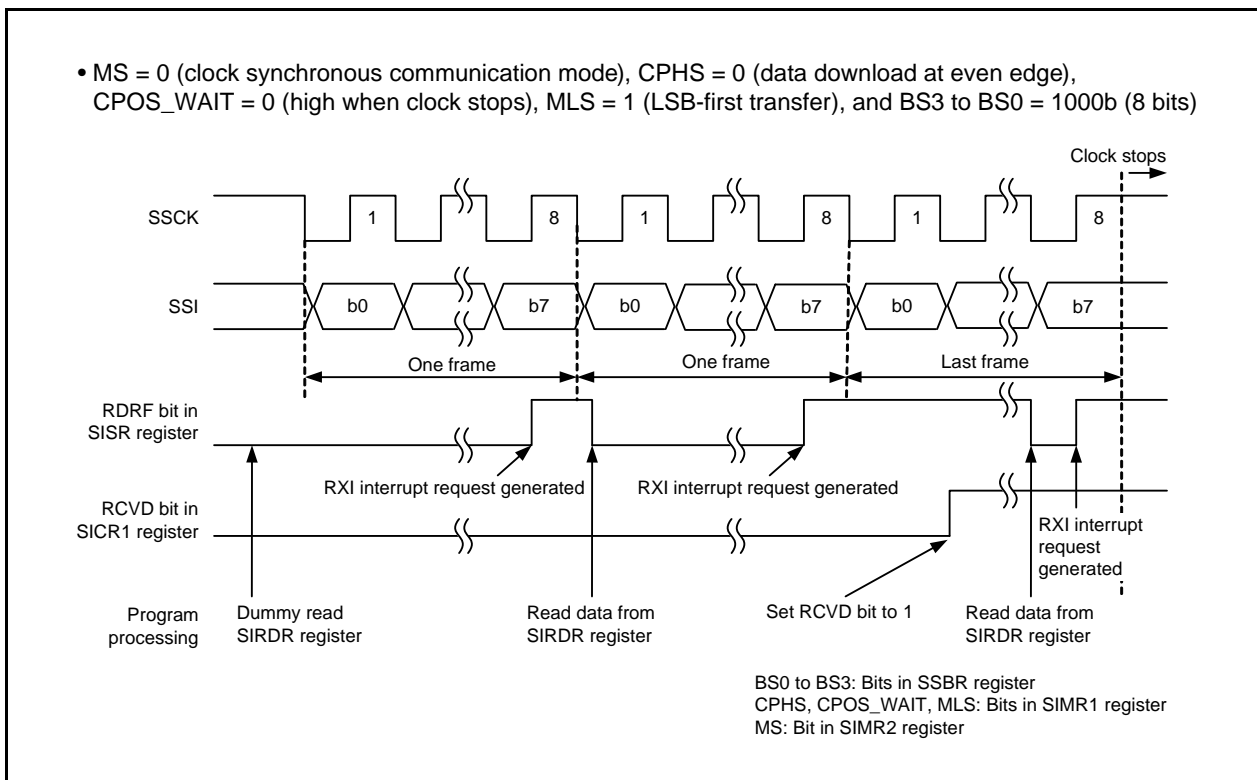 • MS = 0 (clock synchronous communication mode), CPHS = 0 (data download at even edge),
CPOS_WAIT = 0 (high when clock stops), MLS = 1 (LSB-first transfer), and BS3 to BS0 = 1000b (8 bits)
Clock stops
SSCK
1
8
1
8
1
8
SSI
b0
b7
b0
b7
b0
b7
One frame
One frame
Last frame
RDRF bit in
SISR register
RXI interrupt request generated
RXI interrupt request generated
RCVD bit in
SICR1 register
RXI interrupt
request
generated
Program
processing
Dummy read
SIRDR register
Read data from
SIRDR register
Set RCVD bit to 1
Read data from
SIRDR register
BS0 to BS3: Bits in SSBR register
CPHS, CPOS_WAIT, MLS: Bits in SIMR1 register
MS: Bit in SIMR2 register